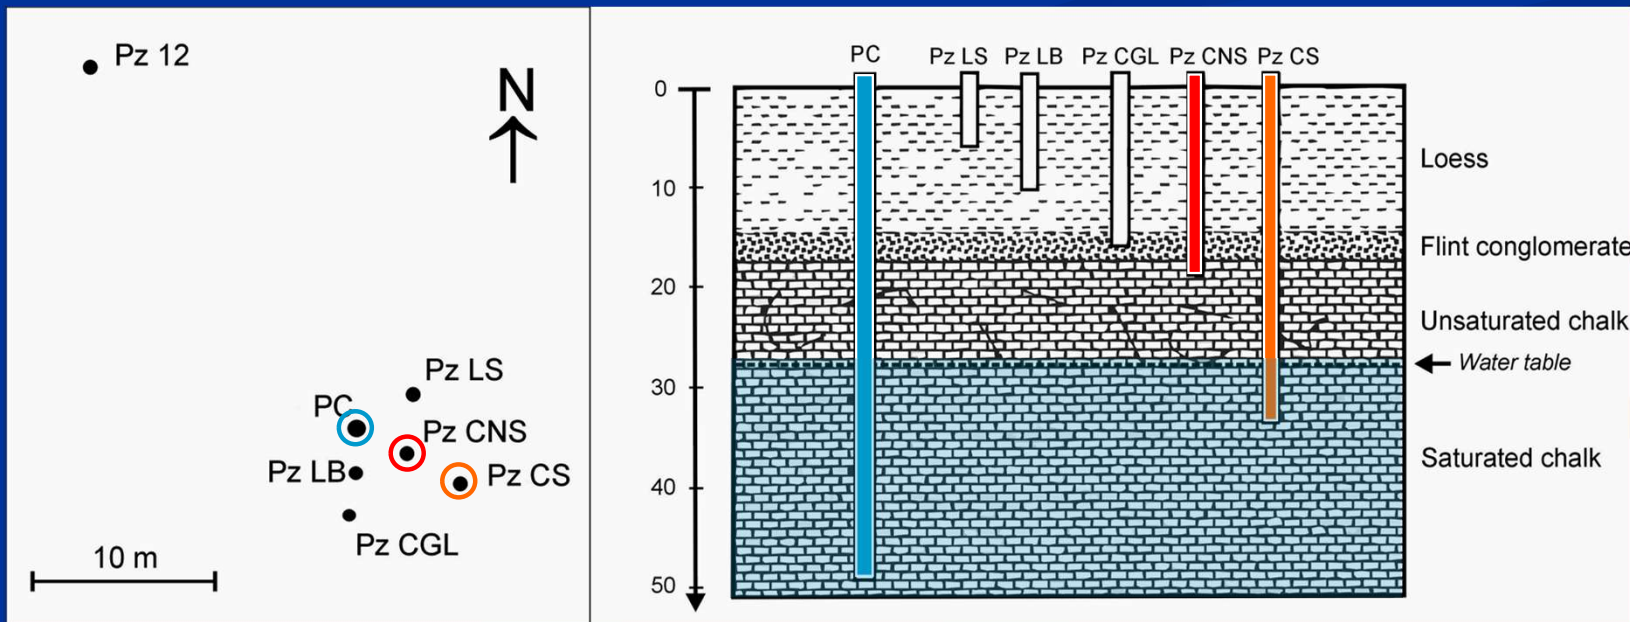 Pz 12
N
Pz LS
PC
Pz CNS
Pz LB
Pz CS
Pz CGL
10 m
PC
Pz LS
Pz LB
Pz CGL
Pz CNS
Pz CS
0
10
20
30
40
50
Loess
Flint conglomerate
Unsaturated chalk
Water table
Saturated chalk